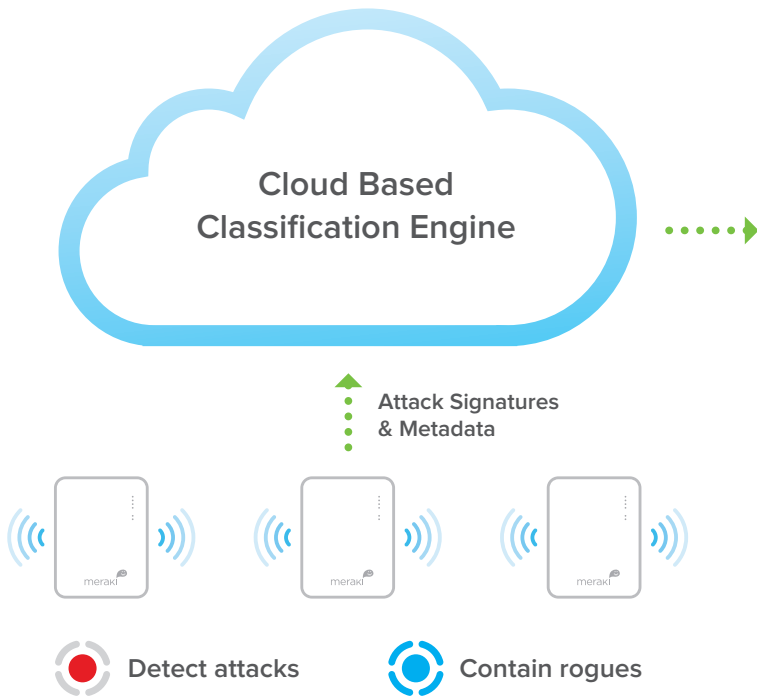 Cloud Based
Classification Engine
Attack Signatures
& Metadata
meraki
meraki
meraki
Detect attacks
Contain rogues